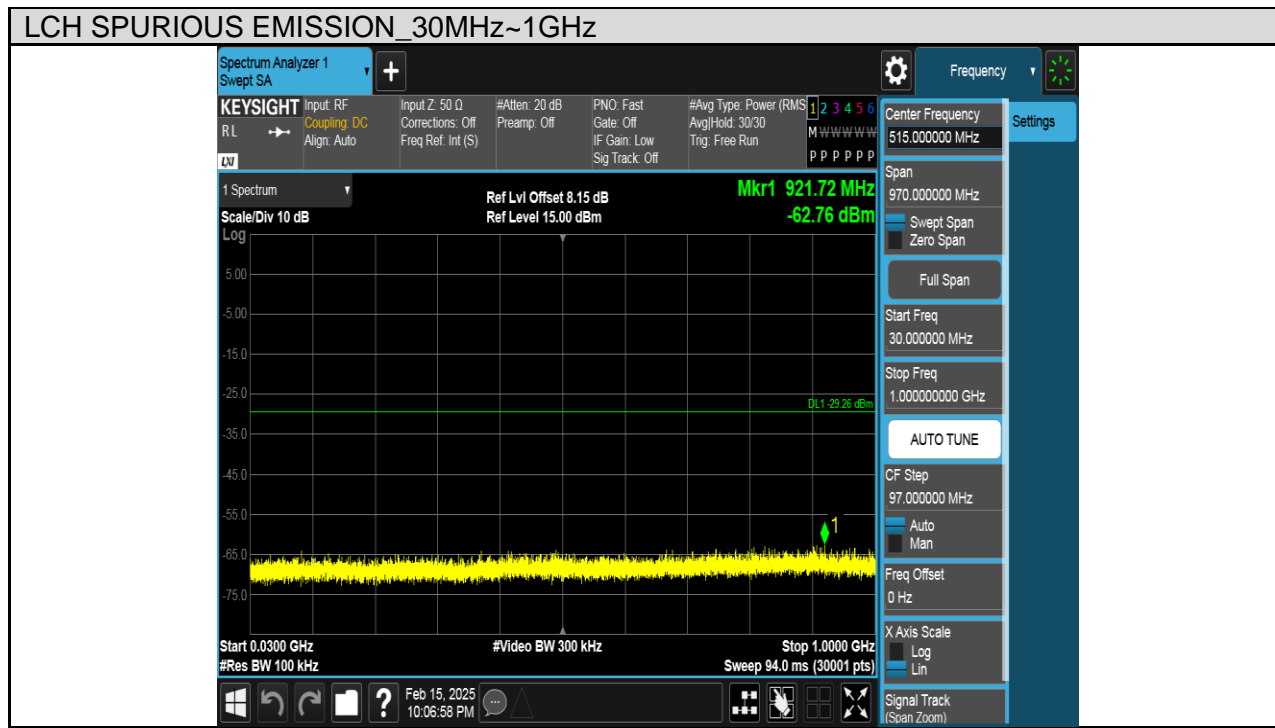 LCH SPURIOUS EMISSION_30MHz~1GHz
Spectrum Analyzer 1
Swept SA
+
Frequency
KEYSIGHT
RL
LXI
Input: RF
Coupling: DC
Align: Auto
Input Z: 50 Ω
Corrections: Off
Freq Ref: Int (S)
#Atten: 20 dB
Preamp: Off
PNO: Fast
Gate: Off
IF Gain: Low
Sig Track: Off
#Avg Type: Power (RMS
Avg|Hold: 30/30
Trig: Free Run
1 2 3 4 5 6
M W W W W W
P P P P P P
Center Frequency
515.000000 MHz
Settings
1 Spectrum
Scale/Div 10 dB
Ref Lvl Offset 8.15 dB
Ref Level 15.00 dBm
Mkr1 921.72 MHz
-62.76 dBm
Span
970.000000 MHz
Swept Span
Zero Span
Full Span
Start Freq
30.000000 MHz
Stop Freq
1.000000000 GHz
AUTO TUNE
CF Step
97.000000 MHz
Auto
Man
Freq Offset
0 Hz
X Axis Scale
Log
Lin
Signal Track
(Span Zoom)
Log
5.00
-5.00
-15.0
-25.0
DL1 -29.26 dBm
-35.0
-45.0
-55.0
1
-65.0
-75.0
Start 0.0300 GHz
#Video BW 300 kHz
Stop 1.0000 GHz
#Res BW 100 kHz
Sweep 94.0 ms (30001 pts)
?
Feb 15, 2025
10:06:58 PM